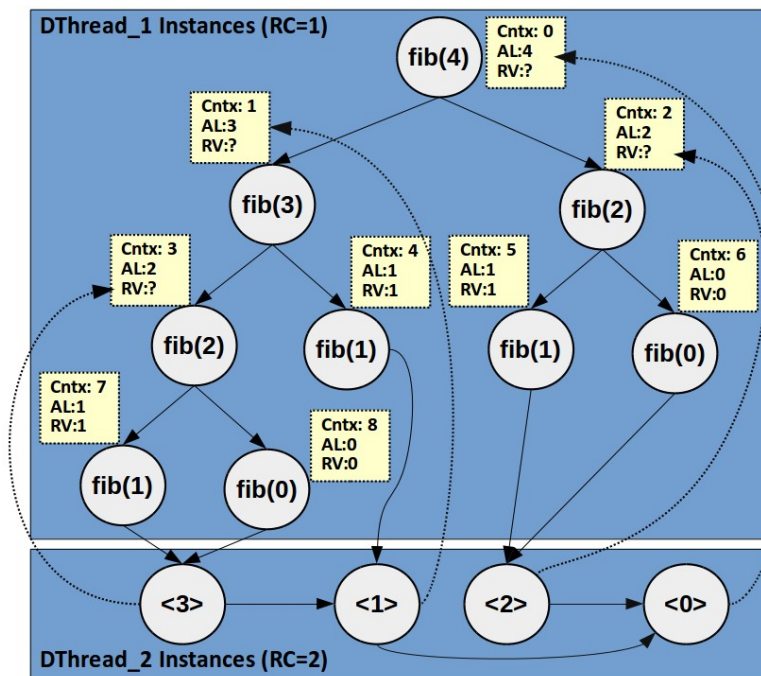 DThread_1 Instances (RC=1)
Cntx: 0
AL:4
RV:?
fib(4)
Cntx: 1
AL:3
RV:?
Cntx: 2
AL:2
RV:?
fib(3)
fib(2)
Cntx: 3
AL:2
RV:?
Cntx: 4
AL:1
RV:1
Cntx: 5
AL:1
RV:1
Cntx: 6
AL:0
RV:0
fib(2)
fib(1)
fib(1)
fib(0)
Cntx: 7
AL:1
RV:1
Cntx: 8
AL:0
RV:0
fib(1)
fib(0)
<3>
<1>
<2>
<0>
DThread_2 Instances (RC=2)